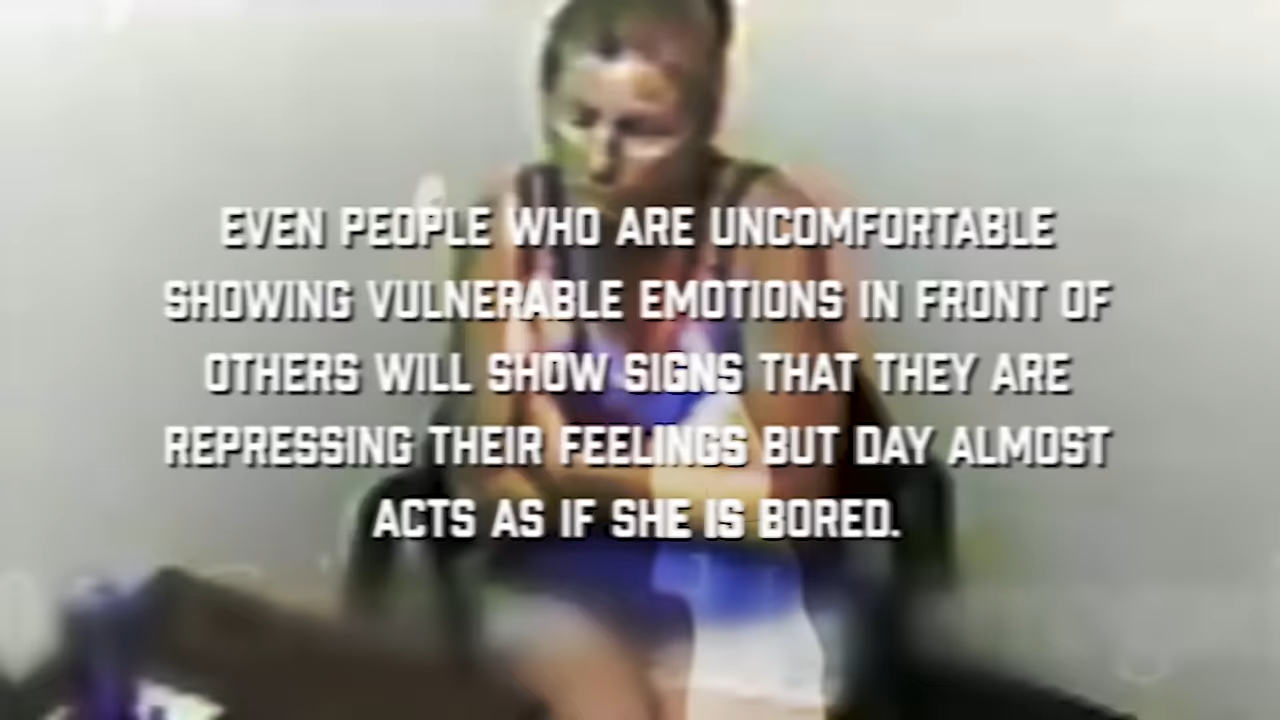 EVEN PEOPLE WHO ARE UNCOMFORTABLE
SHOWING VULNERABLE EMOTIONS IN FRONT OF
OTHERS WILL SHOW SIGNS THAT THEY ARE
REPRESSING THEIR FEELINGS BUT DAY ALMOST
ACTS AS IF SHE IS BORED.